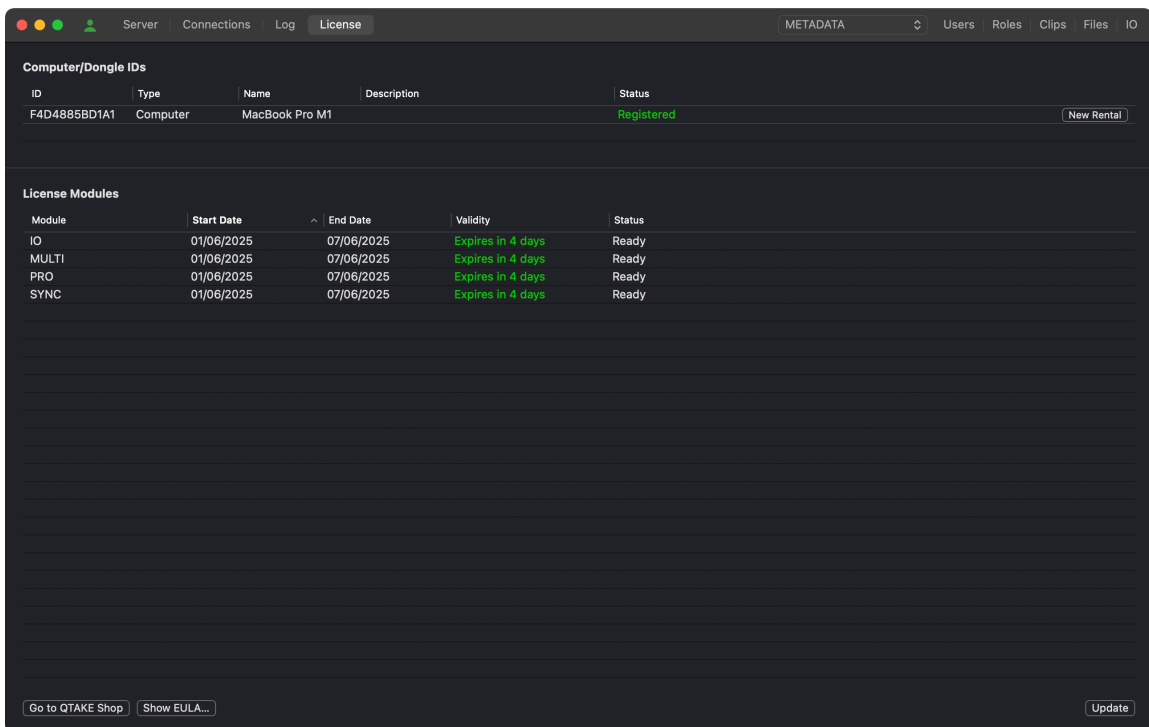 Server Connections Log License METADATA Users Roles Clips Files IO
Computer/Dongle IDs
ID Type Name Description Status
F4D4885BD1A1 Computer MacBook Pro M1 Registered New Rental
License Modules
Module Start Date End Date Validity Status
IO 01/06/2025 07/06/2025 Expires in 4 days Ready
MULTI 01/06/2025 07/06/2025 Expires in 4 days Ready
PRO 01/06/2025 07/06/2025 Expires in 4 days Ready
SYNC 01/06/2025 07/06/2025 Expires in 4 days Ready
Go to QTAKE Shop Show EULA... Update